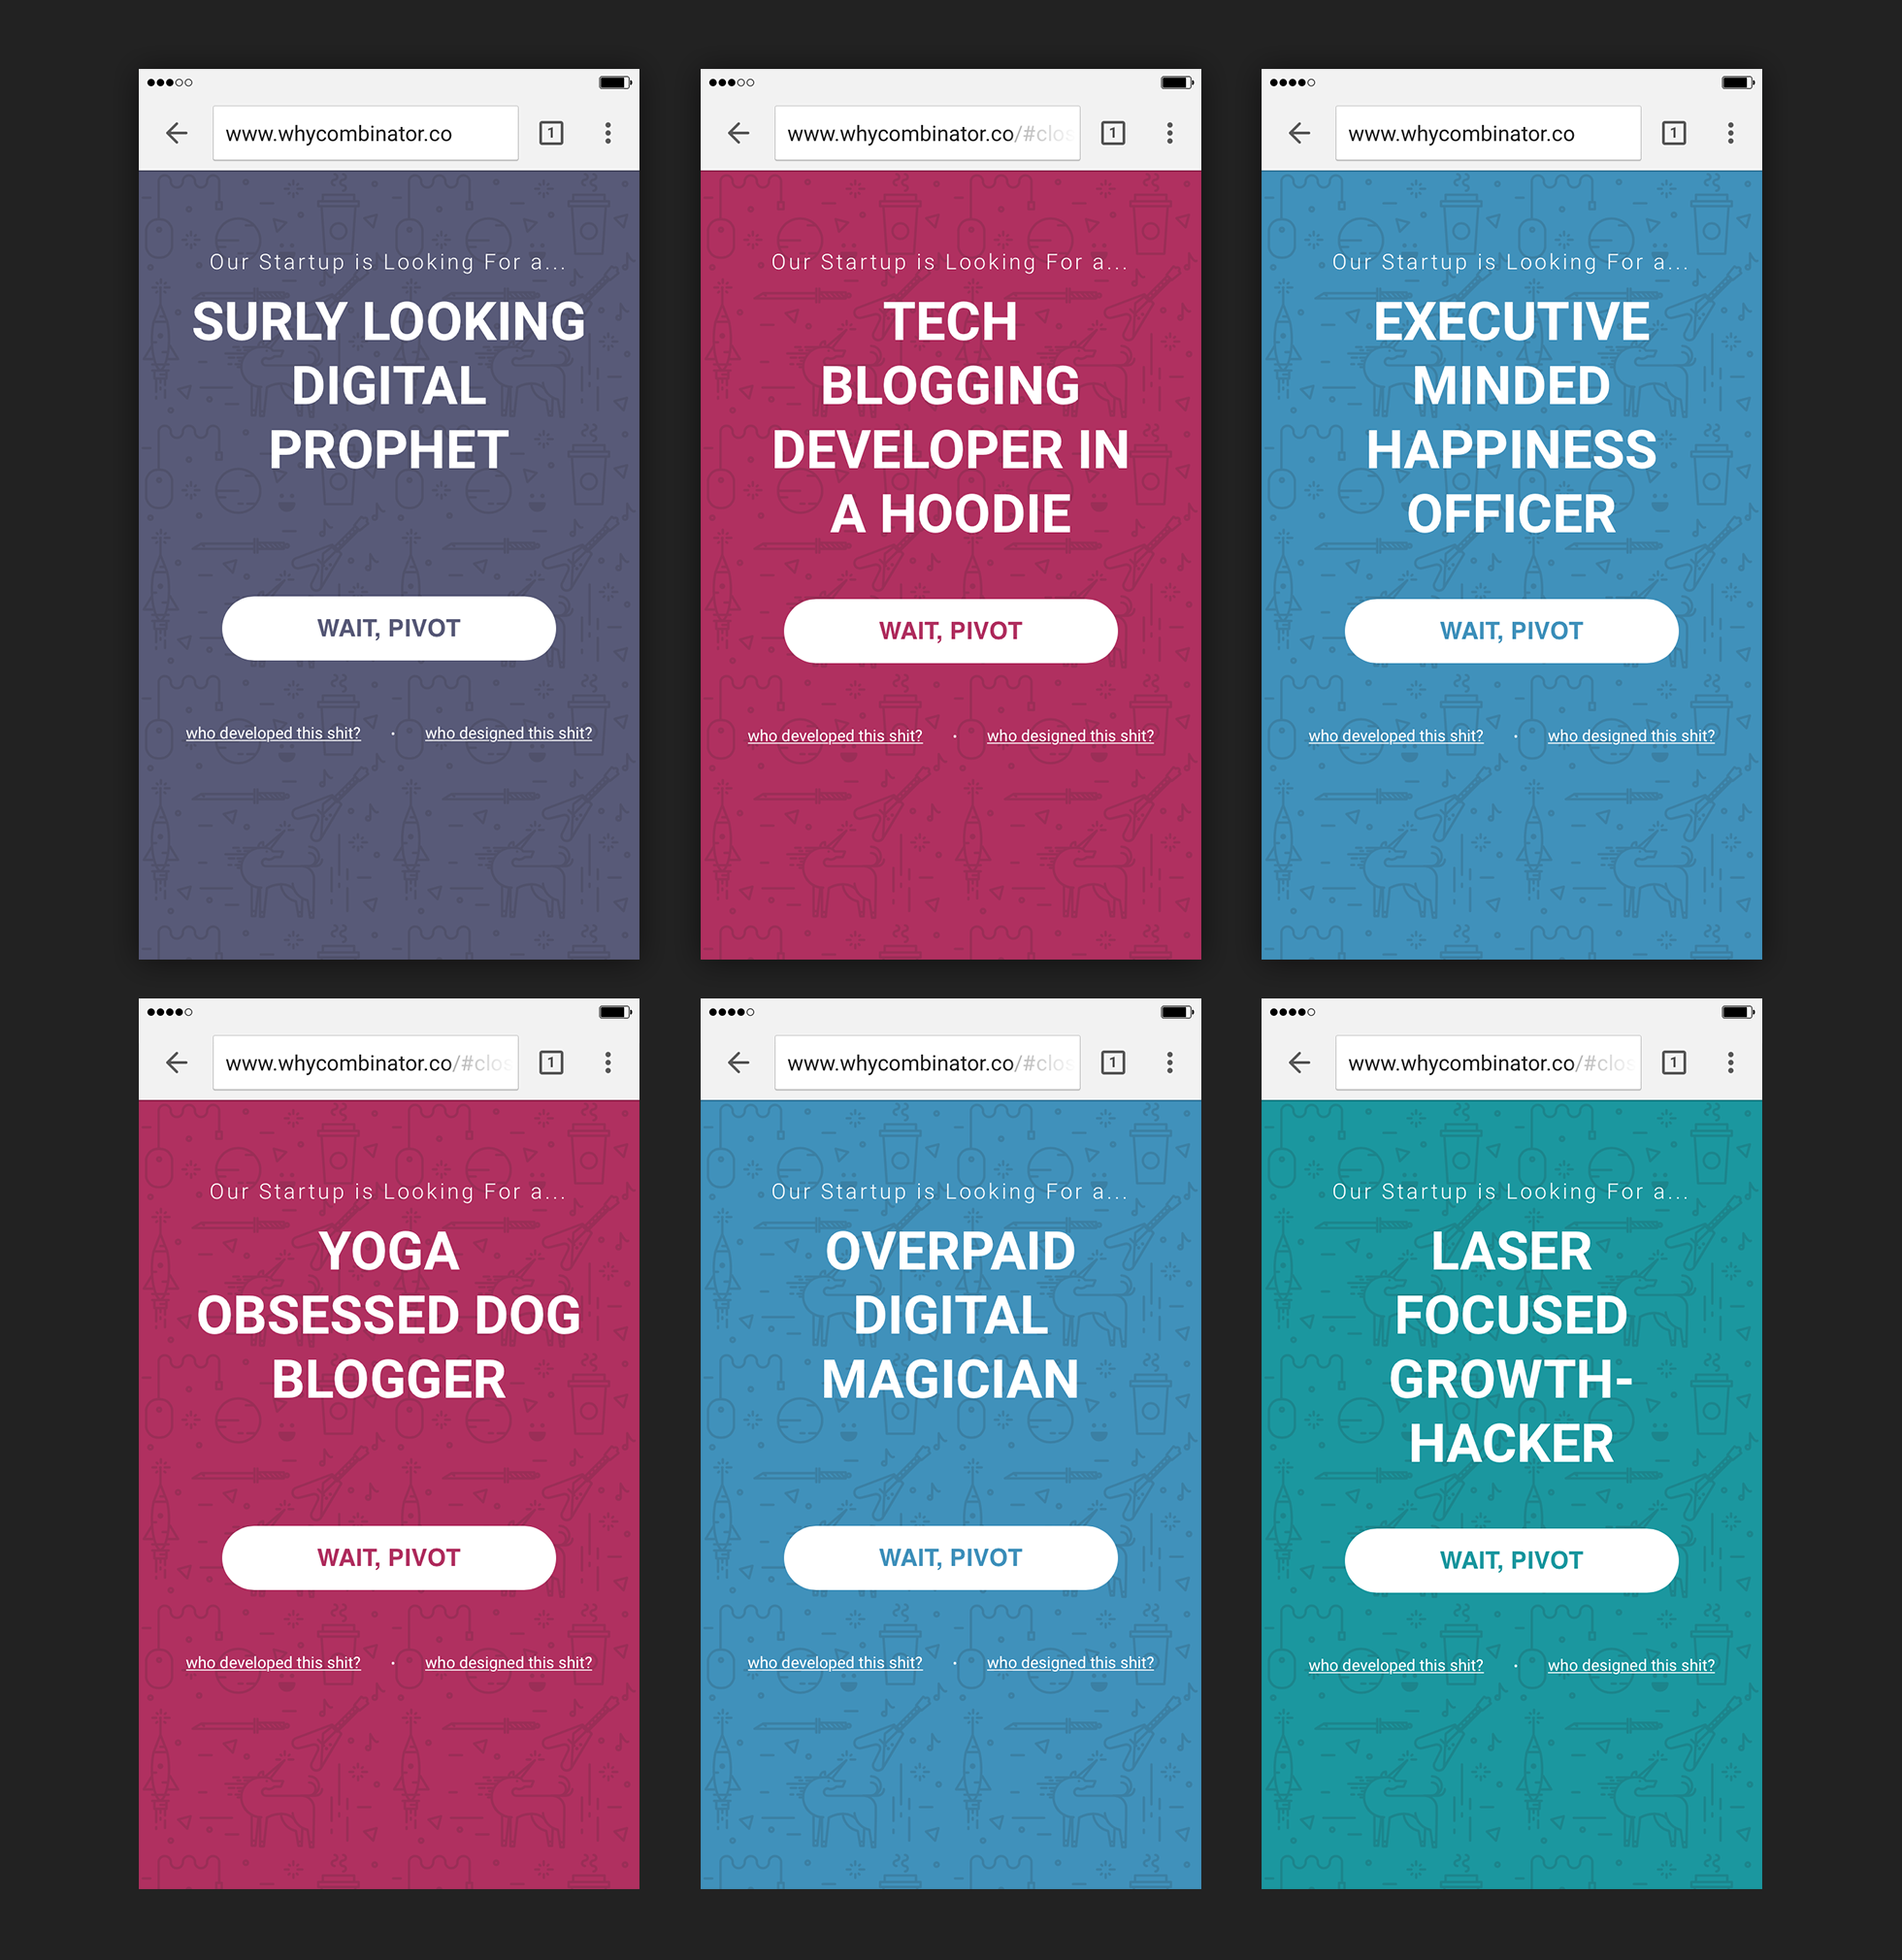 www.whycombinator.co
1
Our Startup is Looking For a...
SURLY LOOKING
DIGITAL
PROPHET
WAIT, PIVOT
who developed this shit? · who designed this shit?
www.whycombinator.co/#clos
1
Our Startup is Looking For a...
TECH
BLOGGING
DEVELOPER IN
A HOODIE
WAIT, PIVOT
who developed this shit? · who designed this shit?
www.whycombinator.co
1
Our Startup is Looking For a...
EXECUTIVE
MINDED
HAPPINESS
OFFICER
WAIT, PIVOT
who developed this shit? · who designed this shit?
www.whycombinator.co/#clos
1
Our Startup is Looking For a...
YOGA
OBSESSED DOG
BLOGGER
WAIT, PIVOT
who developed this shit? · who designed this shit?
www.whycombinator.co/#clos
1
Our Startup is Looking For a...
OVERPAID
DIGITAL
MAGICIAN
WAIT, PIVOT
who developed this shit? · who designed this shit?
www.whycombinator.co/#clos
1
Our Startup is Looking For a...
LASER
FOCUSED
GROWTH-
HACKER
WAIT, PIVOT
who developed this shit? · who designed this shit?